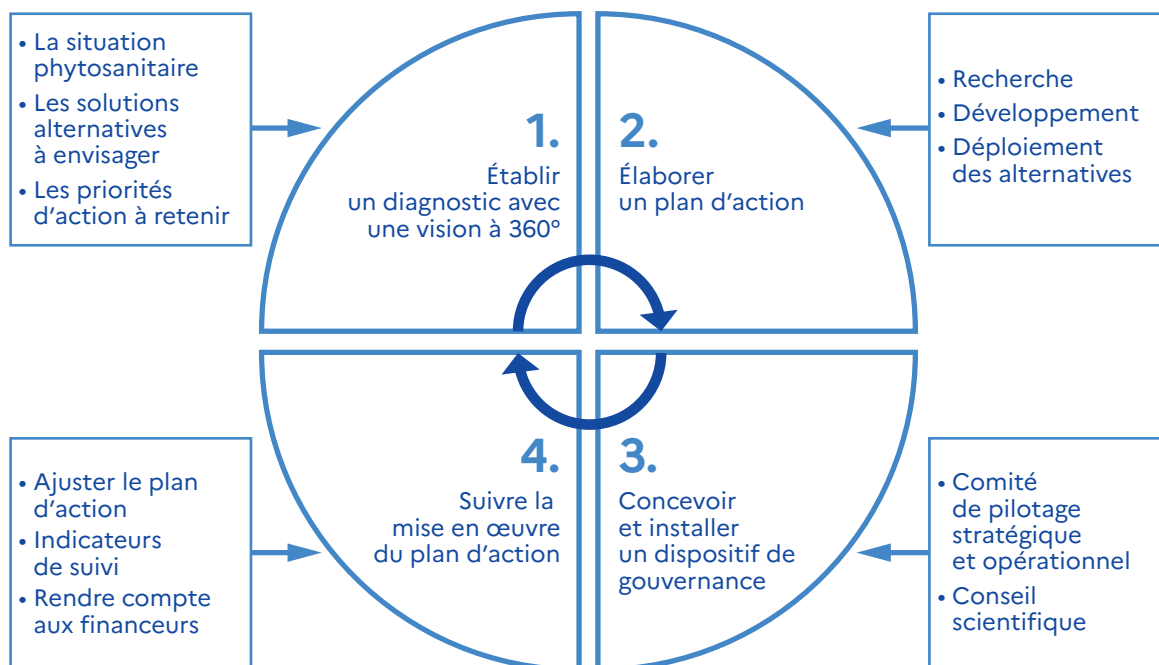 • La situation
phytosanitaire
• Les solutions
alternatives
à envisager
• Les priorités
d'action à retenir
1.
Établir
un diagnostic avec
une vision à 360°
2.
Élaborer
un plan d'action
• Recherche
• Développement
• Déploiement
des alternatives
• Ajuster le plan
d'action
• Indicateurs
de suivi
• Rendre compte
aux financeurs
4.
Suivre la
mise en œuvre
du plan d'action
3.
Concevoir
et installer
un dispositif de
gouvernance
• Comité
de pilotage
stratégique
et opérationnel
• Conseil
scientifique